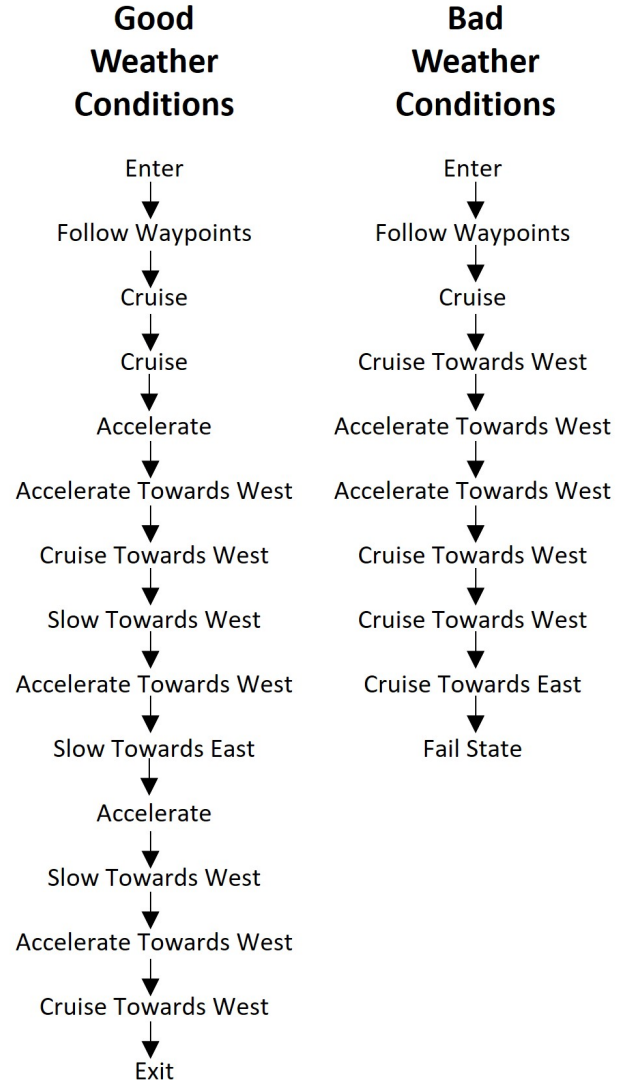 Good
Weather
Conditions
Enter
Follow Waypoints
Cruise
Cruise
Accelerate
Accelerate Towards West
Cruise Towards West
Slow Towards West
Accelerate Towards West
Slow Towards East
Accelerate
Slow Towards West
Accelerate Towards West
Cruise Towards West
Exit
Bad
Weather
Conditions
Enter
Follow Waypoints
Cruise
Cruise Towards West
Accelerate Towards West
Accelerate Towards West
Cruise Towards West
Cruise Towards West
Cruise Towards East
Fail State